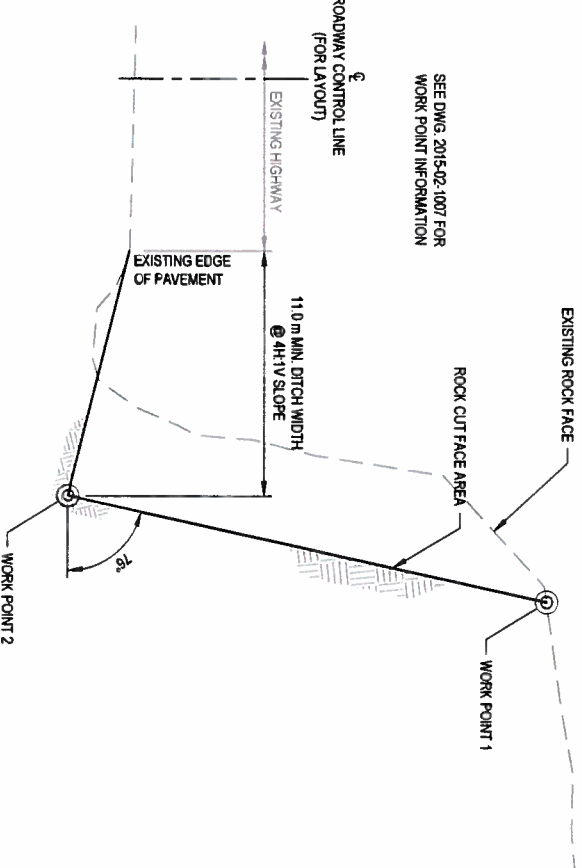 EXISTING ROCK FACE
WORK POINT 1
ROCK CUT FACE AREA
SEE DWG. 2015-02-1007 FOR
WORK POINT INFORMATION
℄
ROADWAY CONTROL LINE
(FOR LAYOUT)
11.0 m MIN. DITCH WIDTH
@ 4H:1V SLOPE
EXISTING HIGHWAY
EXISTING EDGE
OF PAVEMENT
76°
WORK POINT 2